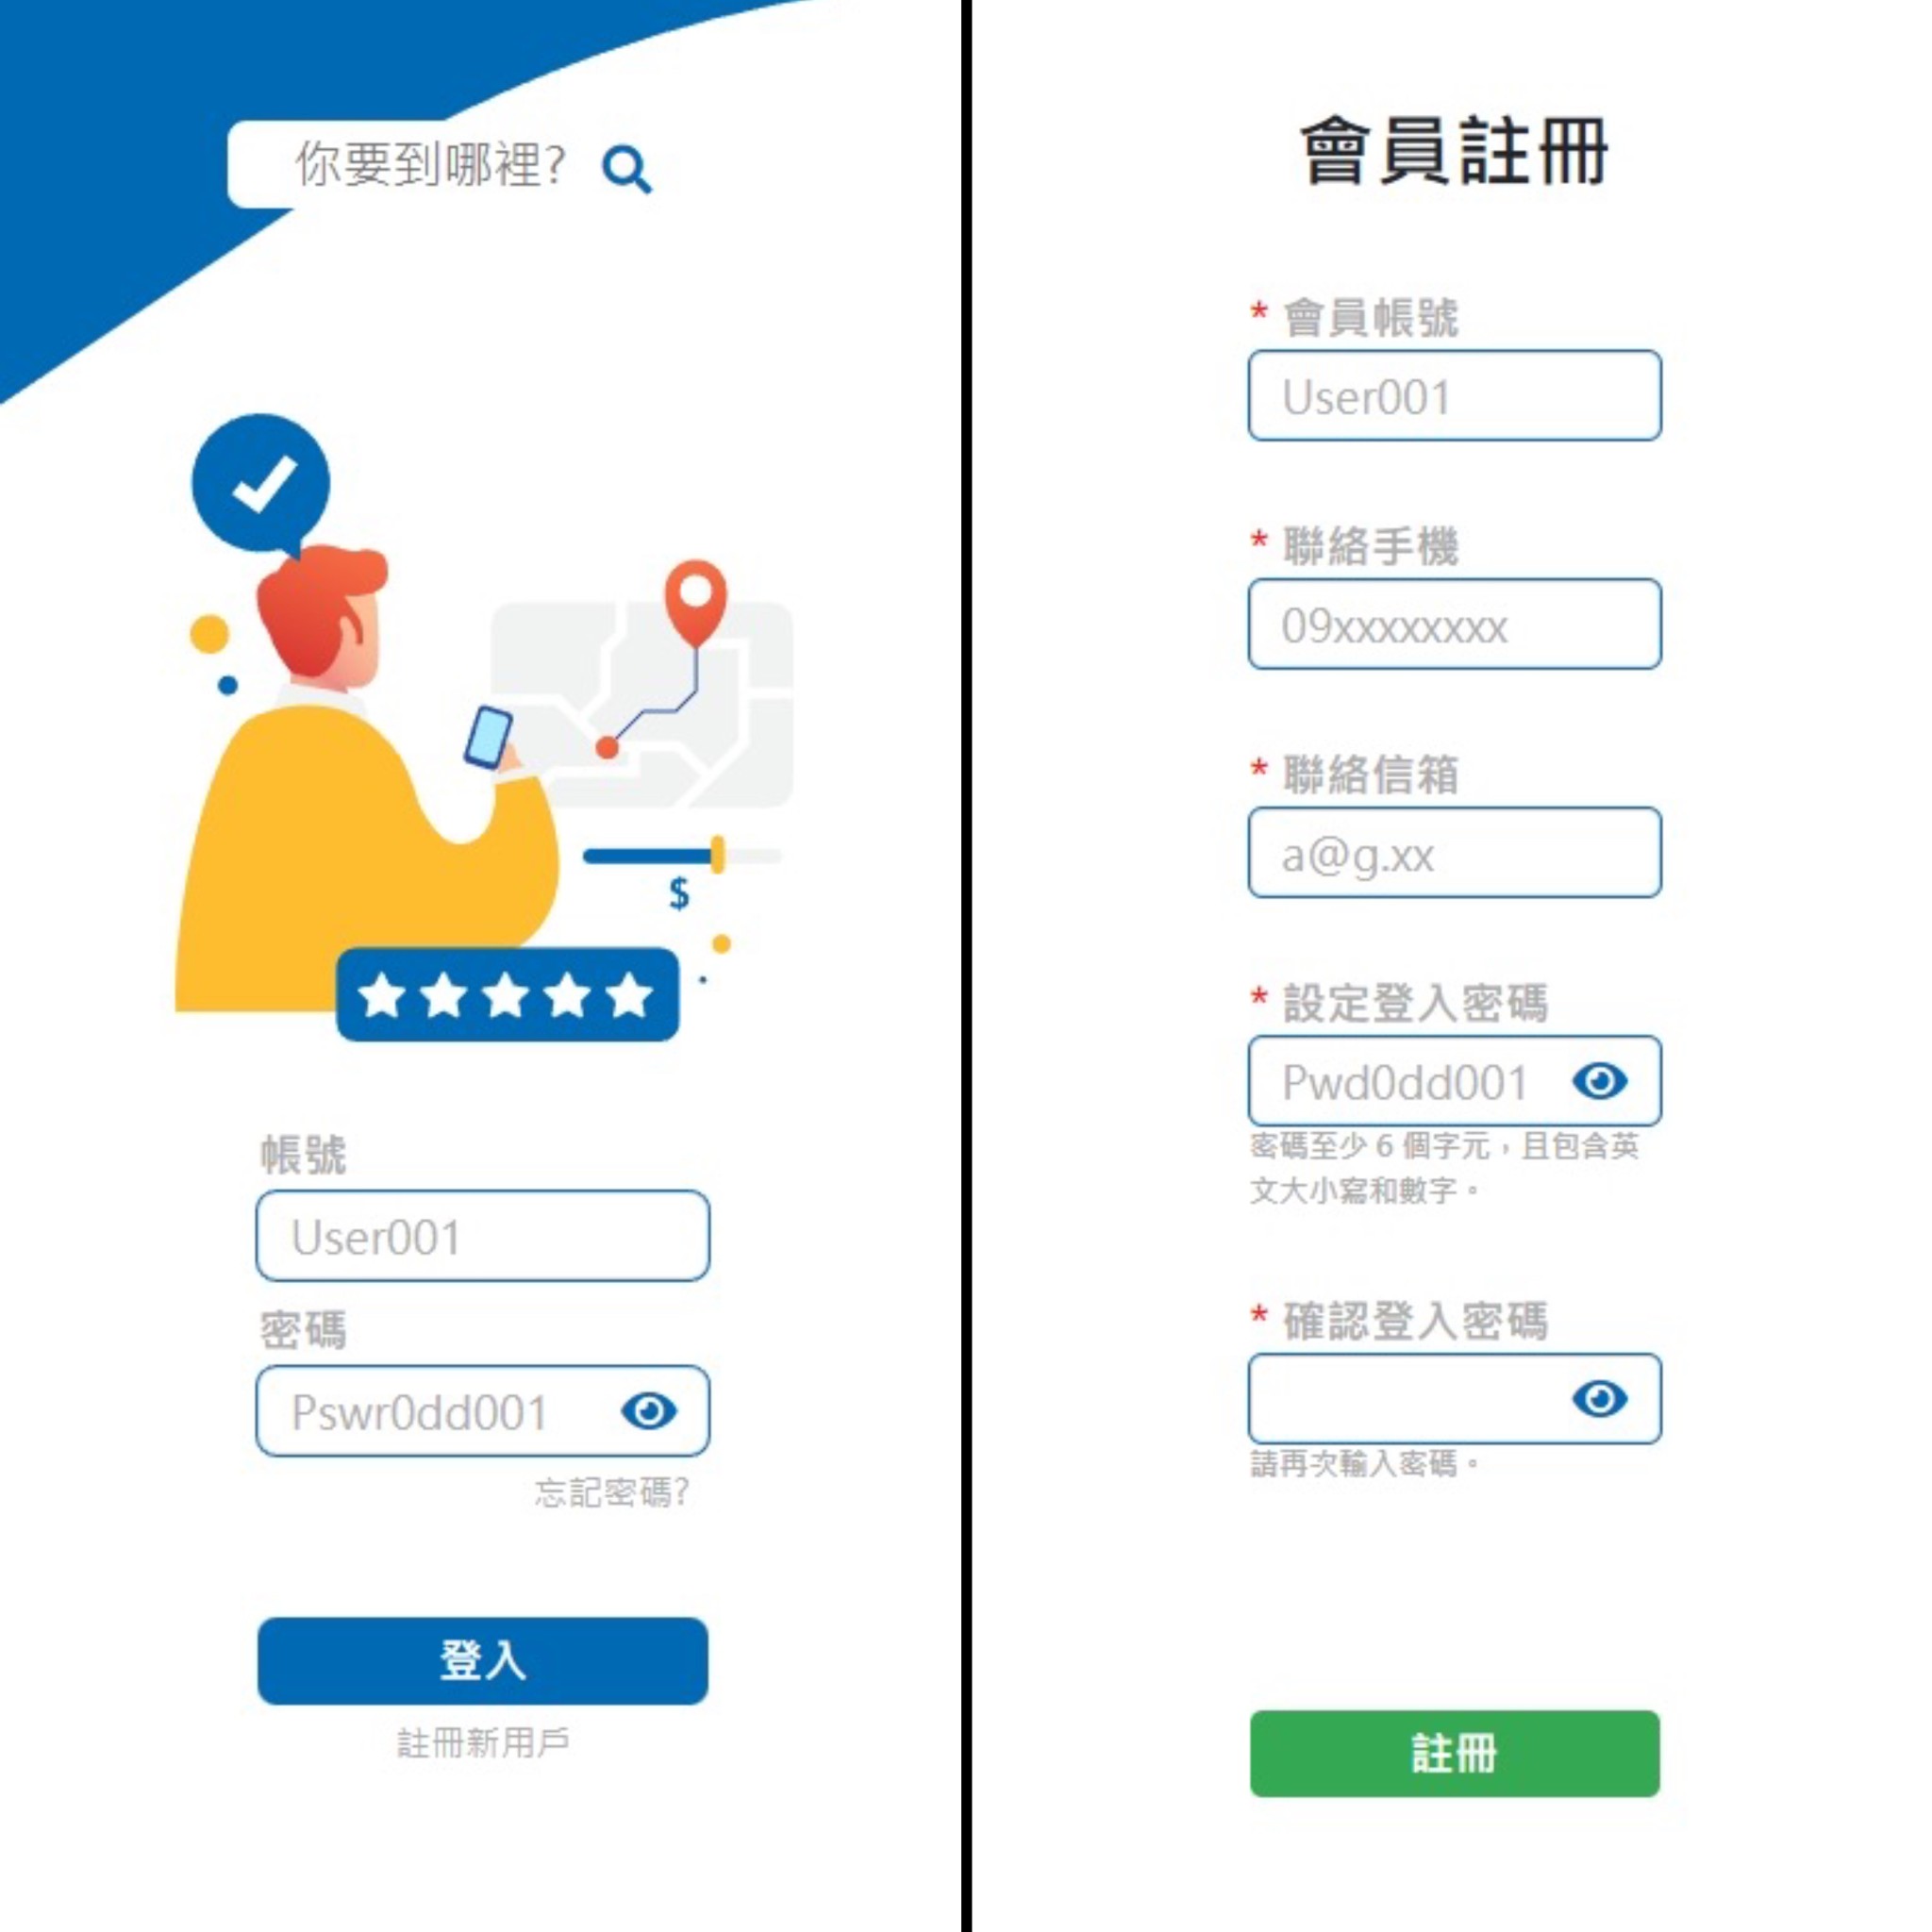 你要到哪裡?
$
帳號
User001
密碼
Pswr0dd001
忘記密碼?
登入
註冊新用戶
會員註冊
* 會員帳號
User001
* 聯絡手機
09xxxxxxxx
* 聯絡信箱
a@g.xx
* 設定登入密碼
Pwd0dd001
密碼至少 6 個字元，且包含英
文大小寫和數字。
* 確認登入密碼
請再次輸入密碼。
註冊